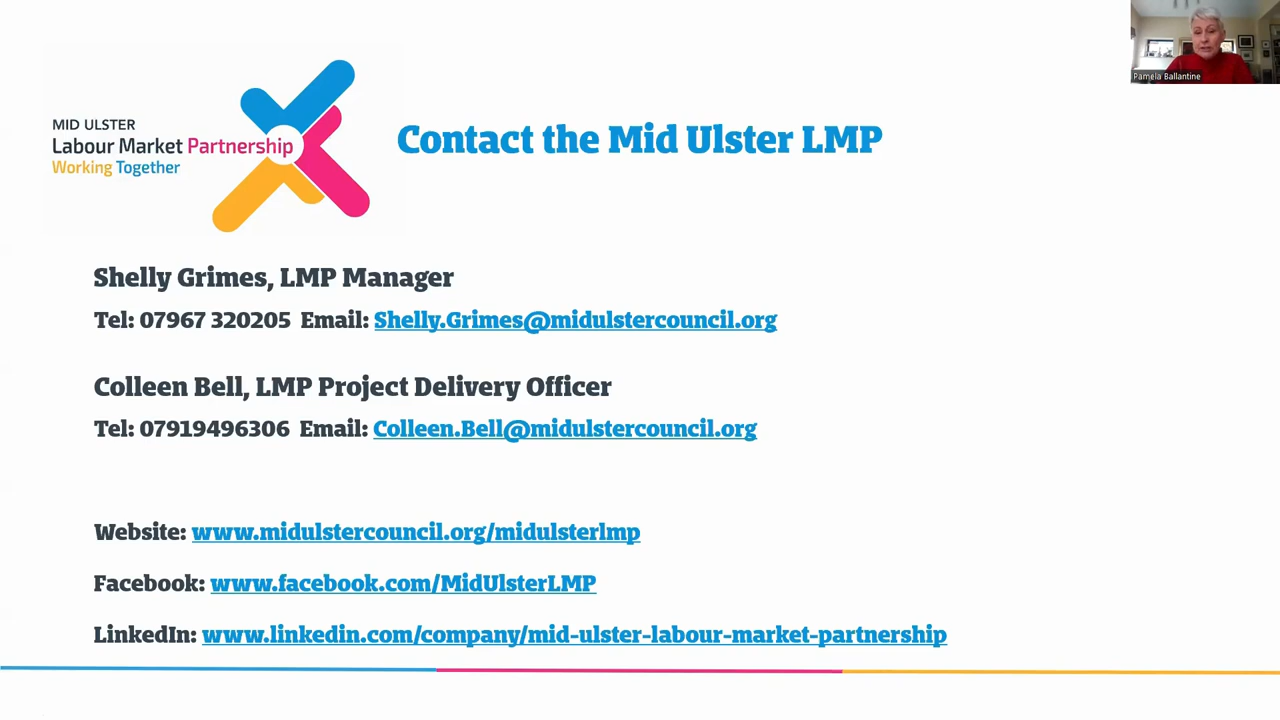 Pamela Ballantine
MID ULSTER
Labour Market Partnership
Working Together
Contact the Mid Ulster LMP
Shelly Grimes, LMP Manager
Tel: 07967 320205 Email: Shelly.Grimes@midulstercouncil.org
Colleen Bell, LMP Project Delivery Officer
Tel: 07919496306 Email: Colleen.Bell@midulstercouncil.org
Website: www.midulstercouncil.org/midulsterlmp
Facebook: www.facebook.com/MidUlsterLMP
LinkedIn: www.linkedin.com/company/mid-ulster-labour-market-partnership